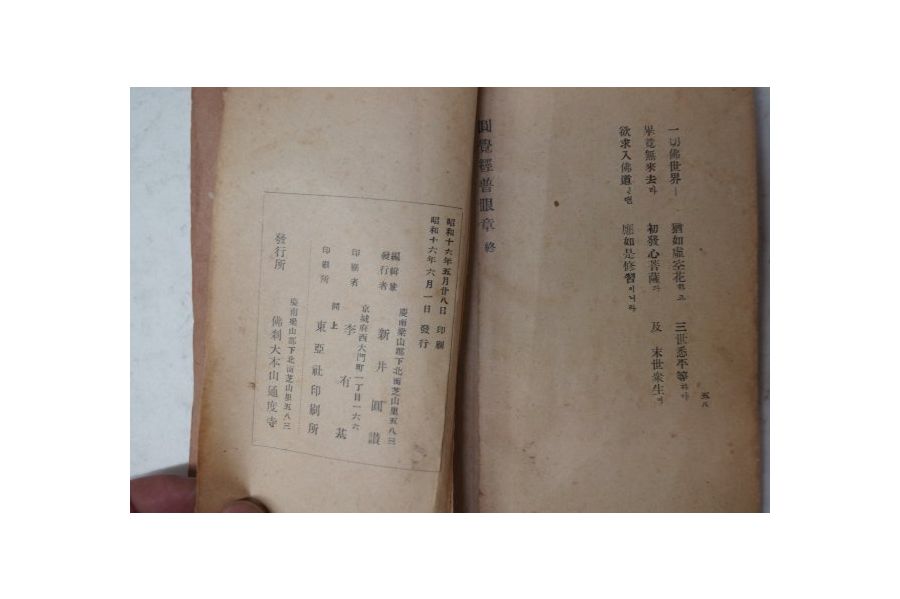 一切佛世界ㅣ 猶如虛空花하고 三世悉平等하야
畢竟無來去라 初發心菩薩과 及 末世衆生이
欲求入佛道인댄 應如是修習이니라
五八
圓覺經普眼章 終
昭和十六年五月廿八日 印刷
昭和十六年六月一日 發行
慶南梁山郡下北面芝山里五八三
編輯兼發行者 新井圓讃
京城府西大門町一丁目一六六
印刷者 李有基
同上
印刷所 東亞社印刷所
慶南梁山郡下北面芝山里五八三
發行所 佛刹大本山通度寺